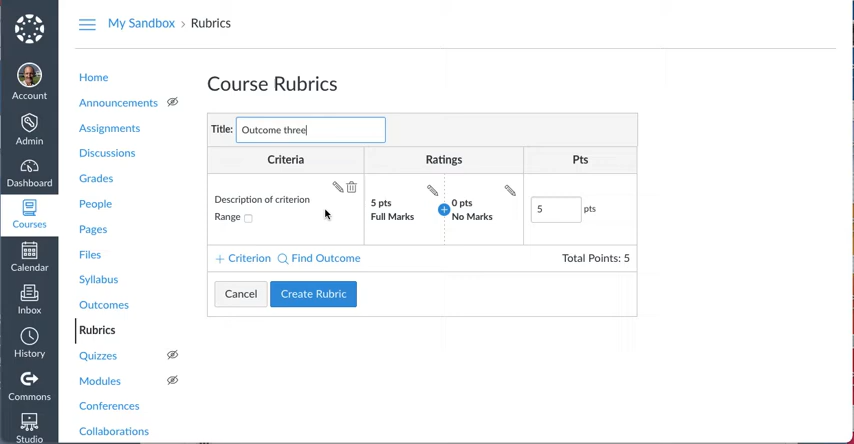 My Sandbox > Rubrics
Account
Admin
Dashboard
Courses
Calendar
Inbox
History
Commons
Studio
Home
Announcements
Assignments
Discussions
Grades
People
Pages
Files
Syllabus
Outcomes
Rubrics
Quizzes
Modules
Conferences
Collaborations
Course Rubrics
Title: Outcome three
Criteria Ratings Pts
Description of criterion
Range
5 pts
Full Marks
0 pts
No Marks
5 pts
+ Criterion Find Outcome Total Points: 5
Cancel Create Rubric